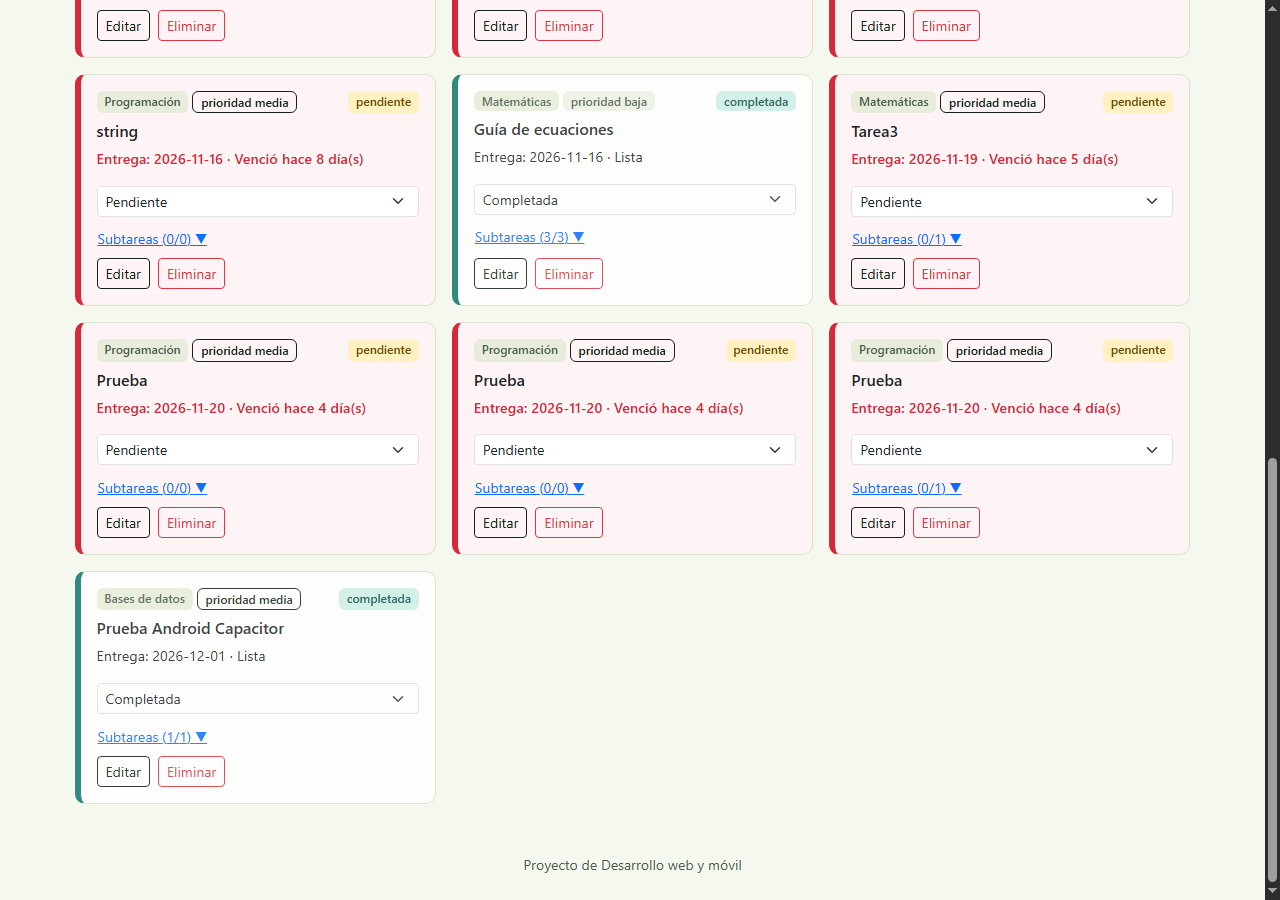 Editar Eliminar
Editar Eliminar
Editar Eliminar
Programación prioridad media pendiente
string
Entrega: 2026-11-16 · Venció hace 8 día(s)
Pendiente
Subtareas (0/0) ▼
Editar Eliminar
Matemáticas prioridad baja completada
Guía de ecuaciones
Entrega: 2026-11-16 · Lista
Completada
Subtareas (3/3) ▼
Editar Eliminar
Matemáticas prioridad media pendiente
Tarea3
Entrega: 2026-11-19 · Venció hace 5 día(s)
Pendiente
Subtareas (0/1) ▼
Editar Eliminar
Programación prioridad media pendiente
Prueba
Entrega: 2026-11-20 · Venció hace 4 día(s)
Pendiente
Subtareas (0/0) ▼
Editar Eliminar
Programación prioridad media pendiente
Prueba
Entrega: 2026-11-20 · Venció hace 4 día(s)
Pendiente
Subtareas (0/0) ▼
Editar Eliminar
Programación prioridad media pendiente
Prueba
Entrega: 2026-11-20 · Venció hace 4 día(s)
Pendiente
Subtareas (0/1) ▼
Editar Eliminar
Bases de datos prioridad media completada
Prueba Android Capacitor
Entrega: 2026-12-01 · Lista
Completada
Subtareas (1/1) ▼
Editar Eliminar
Proyecto de Desarrollo web y móvil